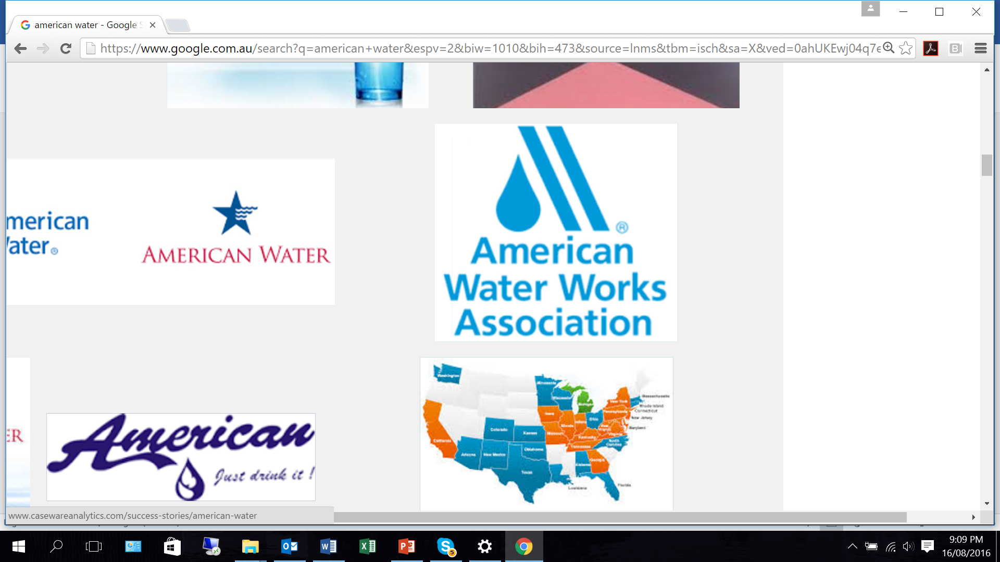 american water - Google S
https://www.google.com.au/search?q=american+water&espv=2&biw=1010&bih=473&source=lnms&tbm=isch&sa=X&ved=0ahUKEwj04q7e
merican
Vater®
AMERICAN WATER
®
American
Water Works
Association
ER
American
Just drink it !
Washington
Minnesota
Wisconsin
Michigan
New York
Massachusetts
Rhode Island
Connecticut
Pennsylvania
New Jersey
Maryland
Iowa
Illinois
Ohio
West Virginia
Virginia
California
Colorado
Kansas
Missouri
Kentucky
Tennessee
North Carolina
Arizona
New Mexico
Oklahoma
Texas
Alabama
Georgia
Louisiana
Florida
www.casewareanalytics.com/success-stories/american-water
5
9:09 PM
16/08/2016